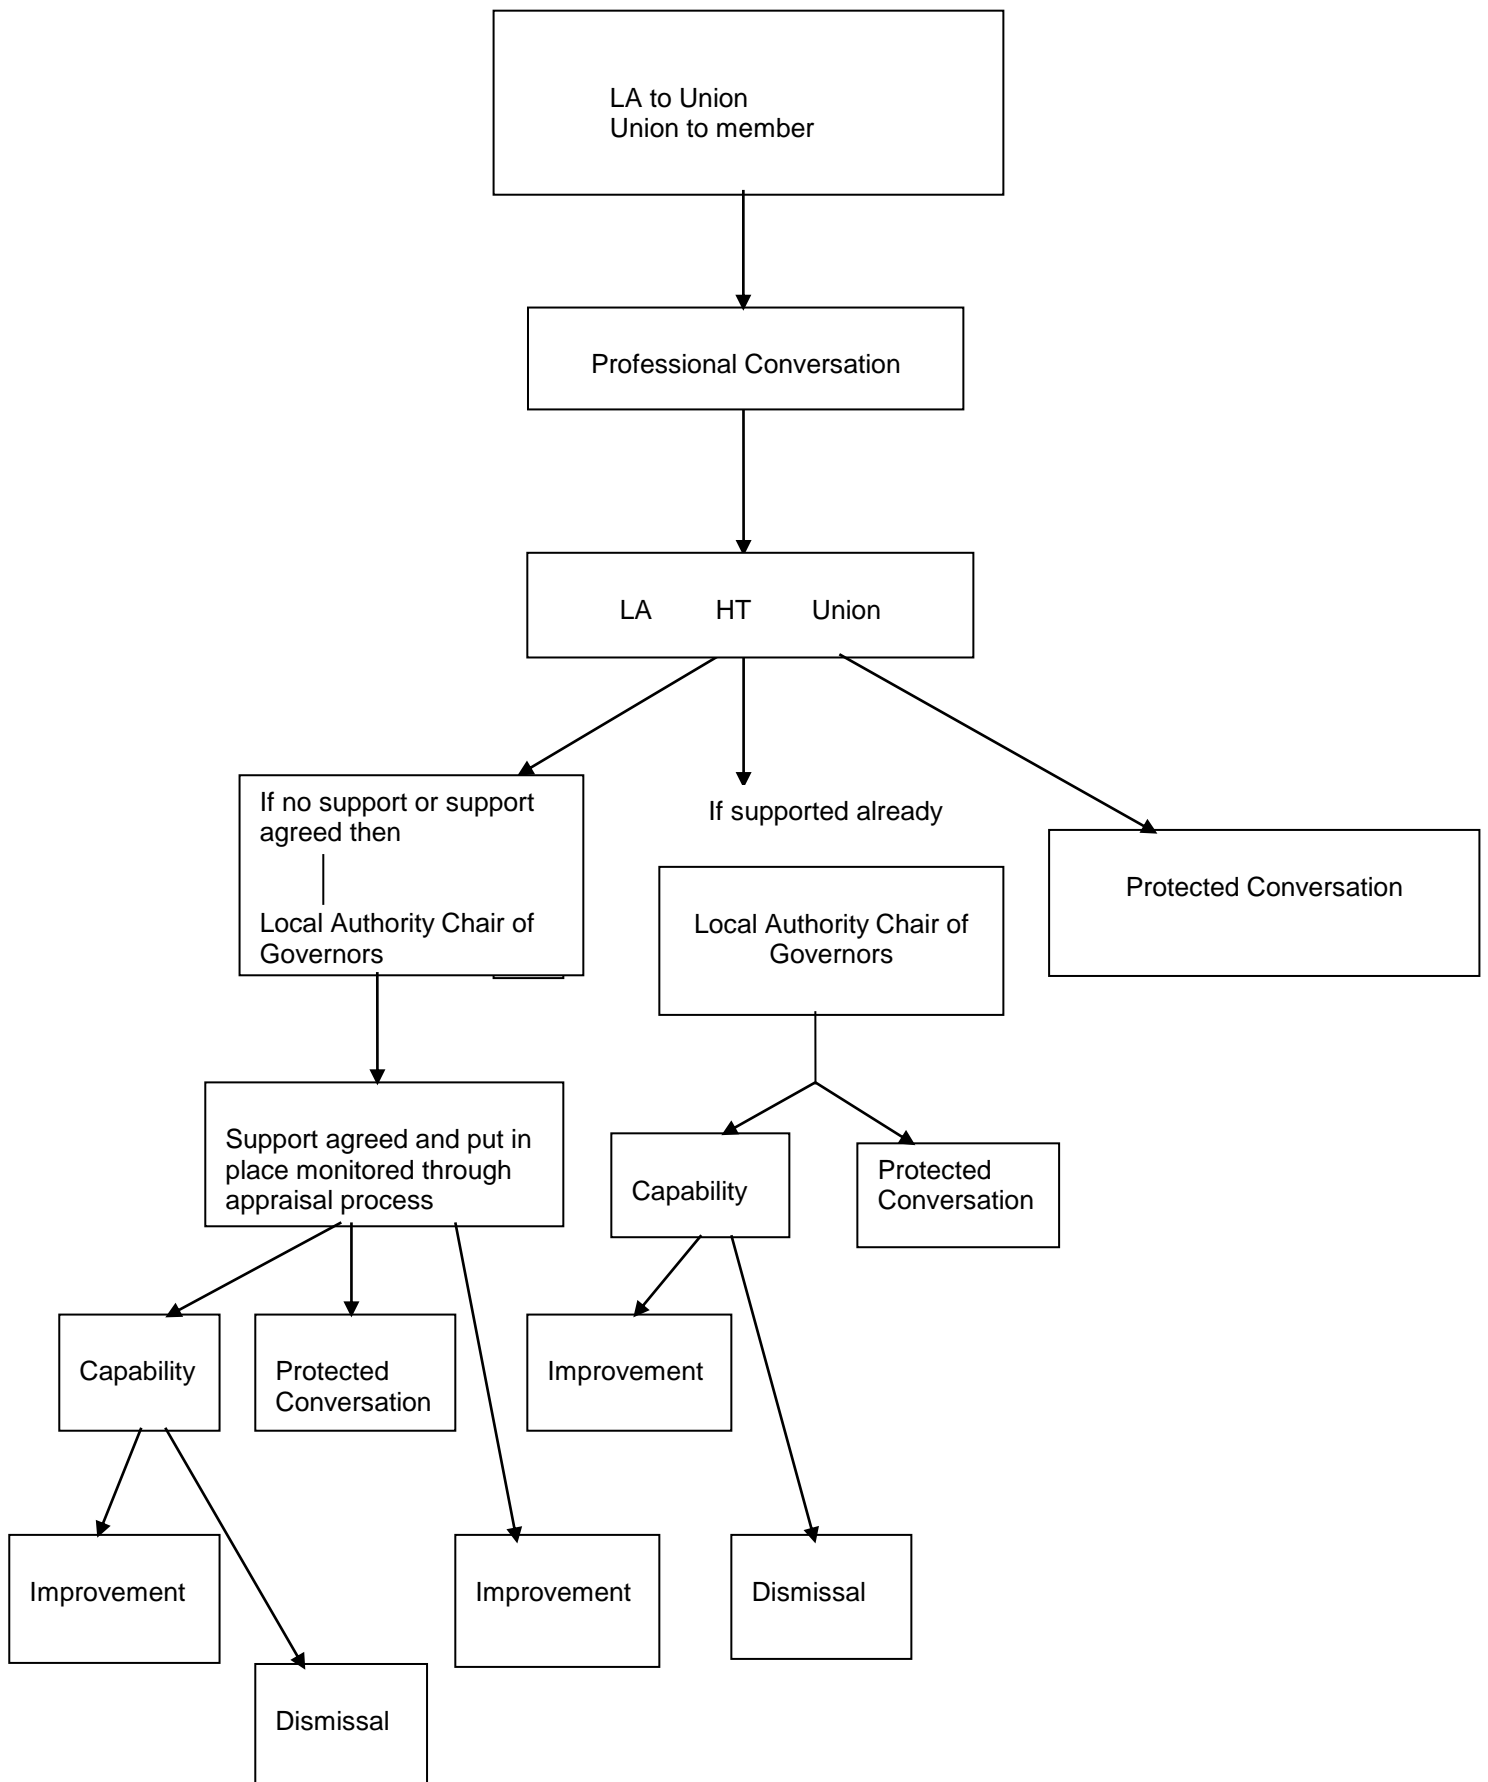 LA to Union
Union to member
Professional Conversation
LA HT Union
If no support or support
agreed then
Local Authority Chair of
Governors
If supported already
Local Authority Chair of
Governors
Protected Conversation
Support agreed and put in
place monitored through
appraisal process
Capability
Protected
Conversation
Capability
Protected
Conversation
Improvement
Improvement
Improvement
Dismissal
Dismissal